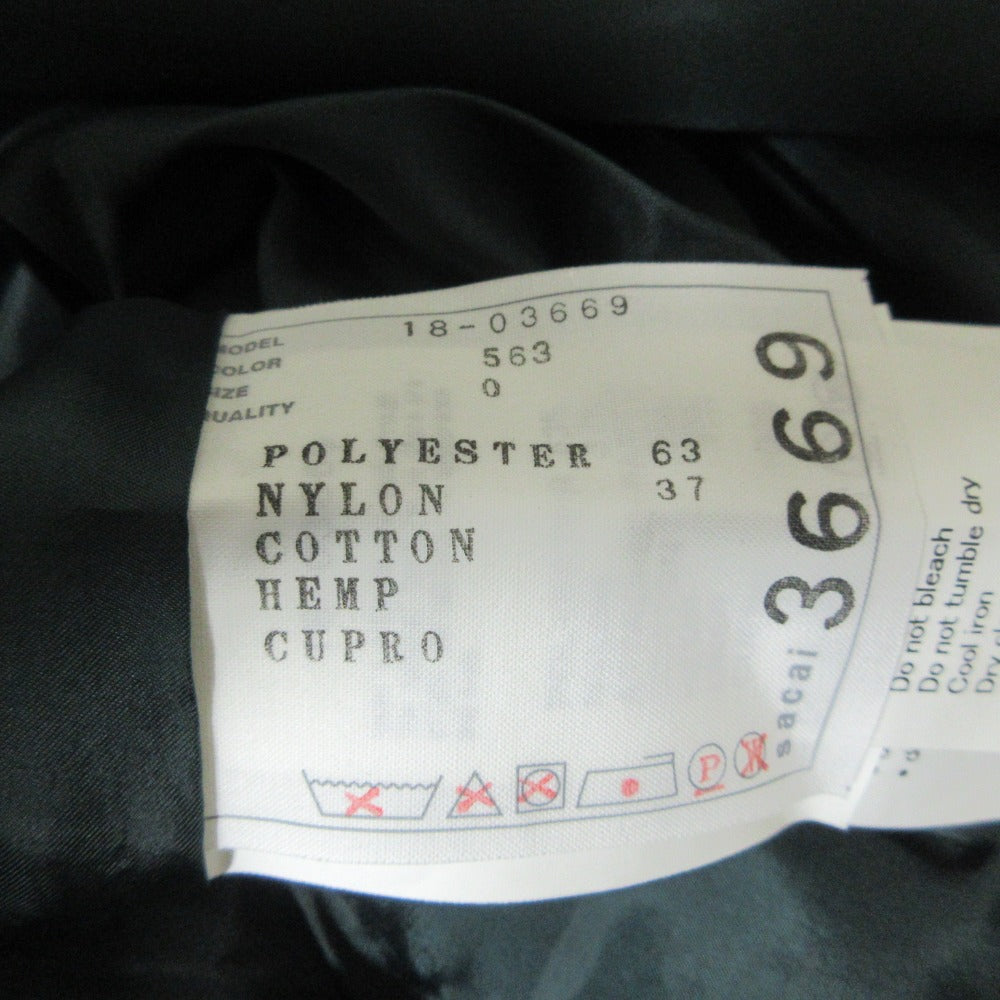 MODEL 18-03669
COLOR 563
SIZE 0
QUALITY
POLYESTER 63
NYLON 37
COTTON
HEMP
CUPRO
P
sacai 3669
Do not bleach
Do not tumble dry
Cool iron
Dry